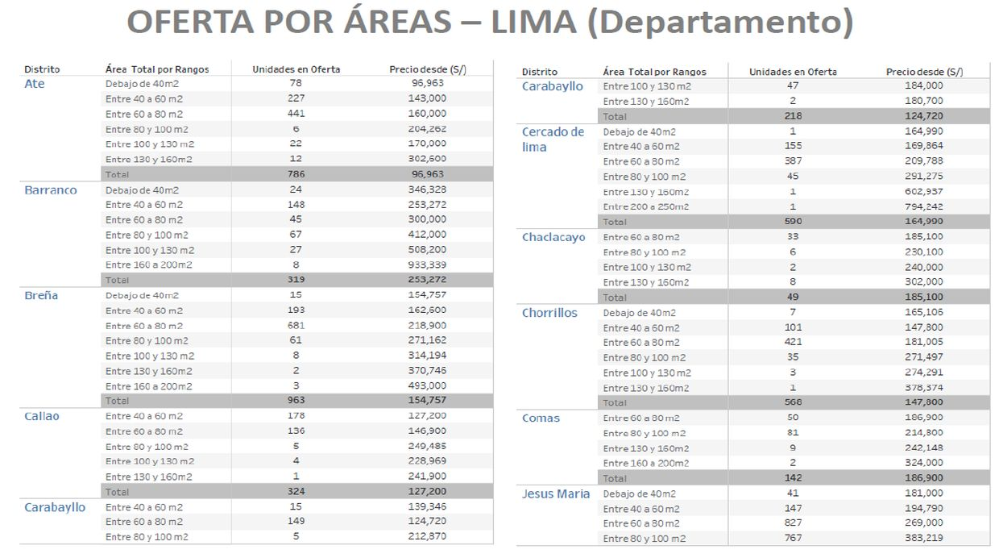 OFERTA POR ÁREAS – LIMA (Departamento)
Distrito Área Total por Rangos Unidades en Oferta Precio desde (S/)
Ate Debajo de 40m2 78 96,963
Entre 40 a 60 m2 227 143,000
Entre 60 a 80 m2 441 160,000
Entre 80 y 100 m2 6 204,262
Entre 100 y 130 m2 22 170,000
Entre 130 y 160m2 12 302,600
Total 786 96,963
Barranco Debajo de 40m2 24 346,328
Entre 40 a 60 m2 148 253,272
Entre 60 a 80 m2 45 300,000
Entre 80 y 100 m2 67 412,000
Entre 100 y 130 m2 27 508,200
Entre 160 a 200m2 8 933,339
Total 319 253,272
Breña Debajo de 40m2 15 154,757
Entre 40 a 60 m2 193 162,600
Entre 60 a 80 m2 681 218,900
Entre 80 y 100 m2 61 271,162
Entre 100 y 130 m2 8 314,194
Entre 130 y 160m2 2 370,746
Entre 160 a 200m2 3 493,000
Total 963 154,757
Callao Entre 40 a 60 m2 178 127,200
Entre 60 a 80 m2 136 146,900
Entre 80 y 100 m2 5 249,485
Entre 100 y 130 m2 4 228,969
Entre 130 y 160m2 1 241,900
Total 324 127,200
Carabayllo Entre 40 a 60 m2 15 139,346
Entre 60 a 80 m2 149 124,720
Entre 80 y 100 m2 5 212,870
Distrito Área Total por Rangos Unidades en Oferta Precio desde (S/)
Carabayllo Entre 100 y 130 m2 47 184,000
Entre 130 y 160m2 2 180,700
Total 218 124,720
Cercado de lima Debajo de 40m2 1 164,990
Entre 40 a 60 m2 155 169,864
Entre 60 a 80 m2 387 209,788
Entre 80 y 100 m2 45 291,275
Entre 130 y 160m2 1 602,937
Entre 200 a 250m2 1 794,242
Total 590 164,990
Chaclacayo Entre 60 a 80 m2 33 185,100
Entre 80 y 100 m2 6 230,100
Entre 100 y 130 m2 2 240,000
Entre 130 y 160m2 8 302,000
Total 49 185,100
Chorrillos Debajo de 40m2 7 165,106
Entre 40 a 60 m2 101 147,800
Entre 60 a 80 m2 421 181,005
Entre 80 y 100 m2 35 271,497
Entre 100 y 130 m2 3 274,291
Entre 130 y 160m2 1 378,374
Total 568 147,800
Comas Entre 60 a 80 m2 50 186,900
Entre 80 y 100 m2 81 214,800
Entre 130 y 160m2 9 242,148
Entre 160 a 200m2 2 324,000
Total 142 186,900
Jesus Maria Debajo de 40m2 41 181,000
Entre 40 a 60 m2 147 194,790
Entre 60 a 80 m2 827 269,000
Entre 80 y 100 m2 767 383,219